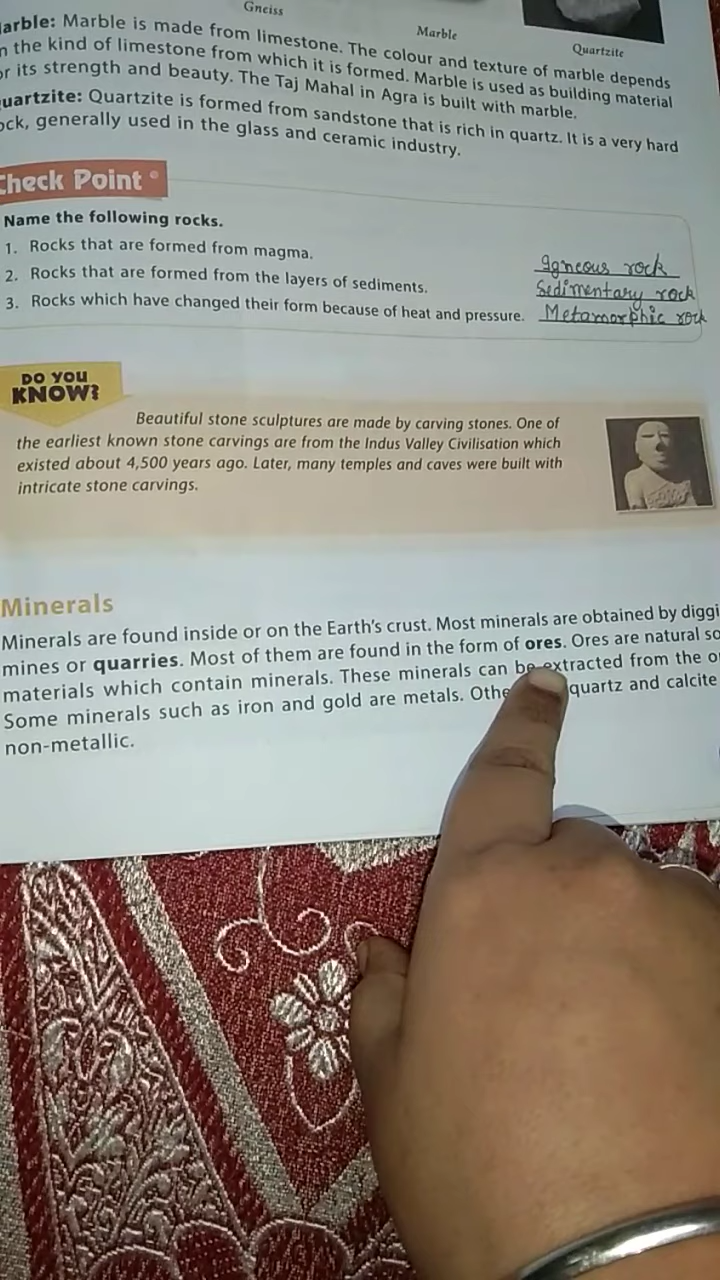 Gneiss
Marble
Quartzite
arble: Marble is made from limestone. The colour and texture of marble depends
n the kind of limestone from which it is formed. Marble is used as building material
or its strength and beauty. The Taj Mahal in Agra is built with marble.
uartzite: Quartzite is formed from sandstone that is rich in quartz. It is a very hard
ock, generally used in the glass and ceramic industry.
Check Point
Name the following rocks.
1. Rocks that are formed from magma. Igneous rock
2. Rocks that are formed from the layers of sediments. Sedimentary rock
3. Rocks which have changed their form because of heat and pressure. Metamorphic rock
DO YOU
KNOW?
Beautiful stone sculptures are made by carving stones. One of
the earliest known stone carvings are from the Indus Valley Civilisation which
existed about 4,500 years ago. Later, many temples and caves were built with
intricate stone carvings.
Minerals
Minerals are found inside or on the Earth's crust. Most minerals are obtained by diggi
mines or quarries. Most of them are found in the form of ores. Ores are natural so
materials which contain minerals. These minerals can be extracted from the o
Some minerals such as iron and gold are metals. Othe quartz and calcite
non-metallic.